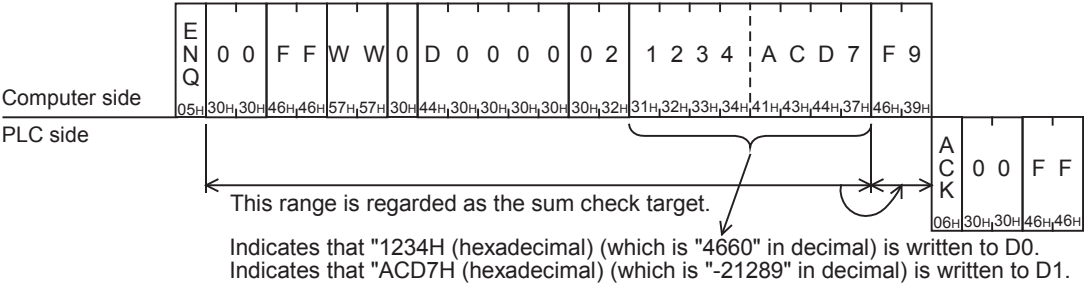 E N Q 0 0 F F W W 0 D 0 0 0 0 0 2 1 2 3 4 A C D 7 F 9
Computer side
05H 30H,30H 46H,46H 57H,57H 30H 44H,30H,30H,30H,30H 30H,32H 31H,32H,33H,34H 41H,43H,44H,37H 46H,39H
PLC side
A C K 0 0 F F
06H 30H,30H 46H,46H
This range is regarded as the sum check target.
Indicates that "1234H (hexadecimal) (which is "4660" in decimal) is written to D0.
Indicates that "ACD7H (hexadecimal) (which is "-21289" in decimal) is written to D1.